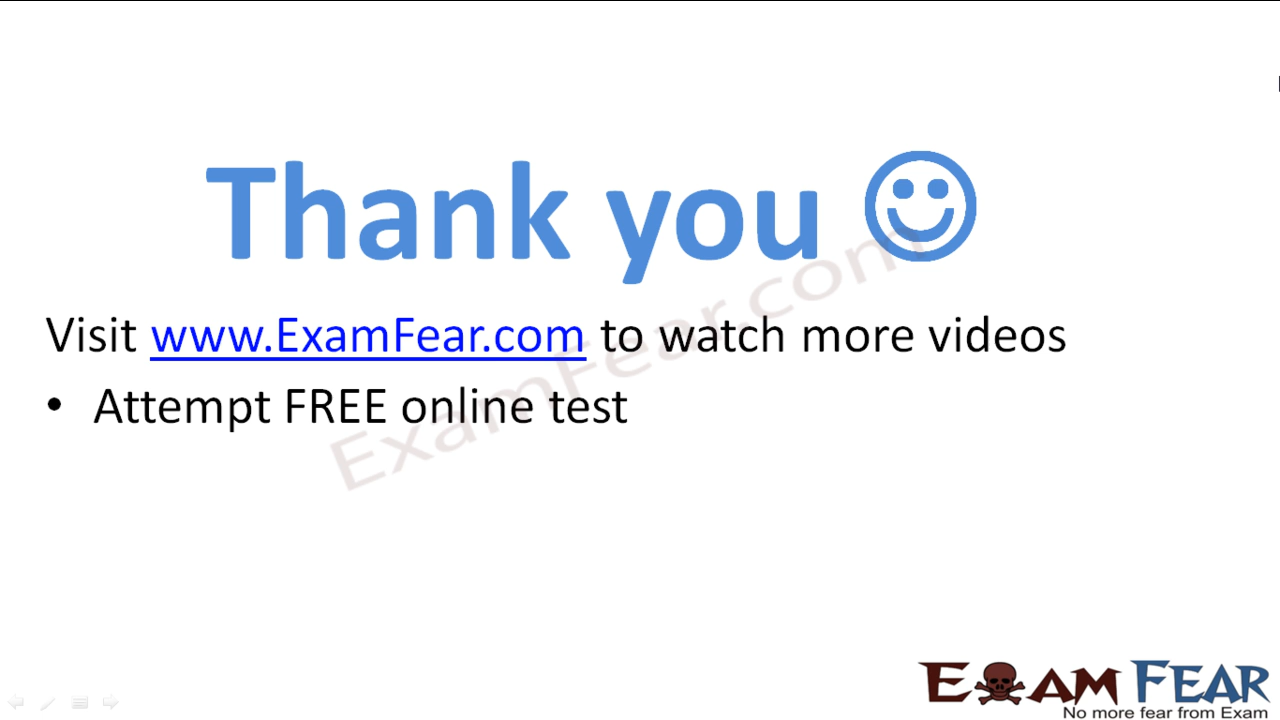 Thank you
Visit www.ExamFear.com to watch more videos
• Attempt FREE online test
ExamFear.com
EXAM FEAR
No more fear from Exam